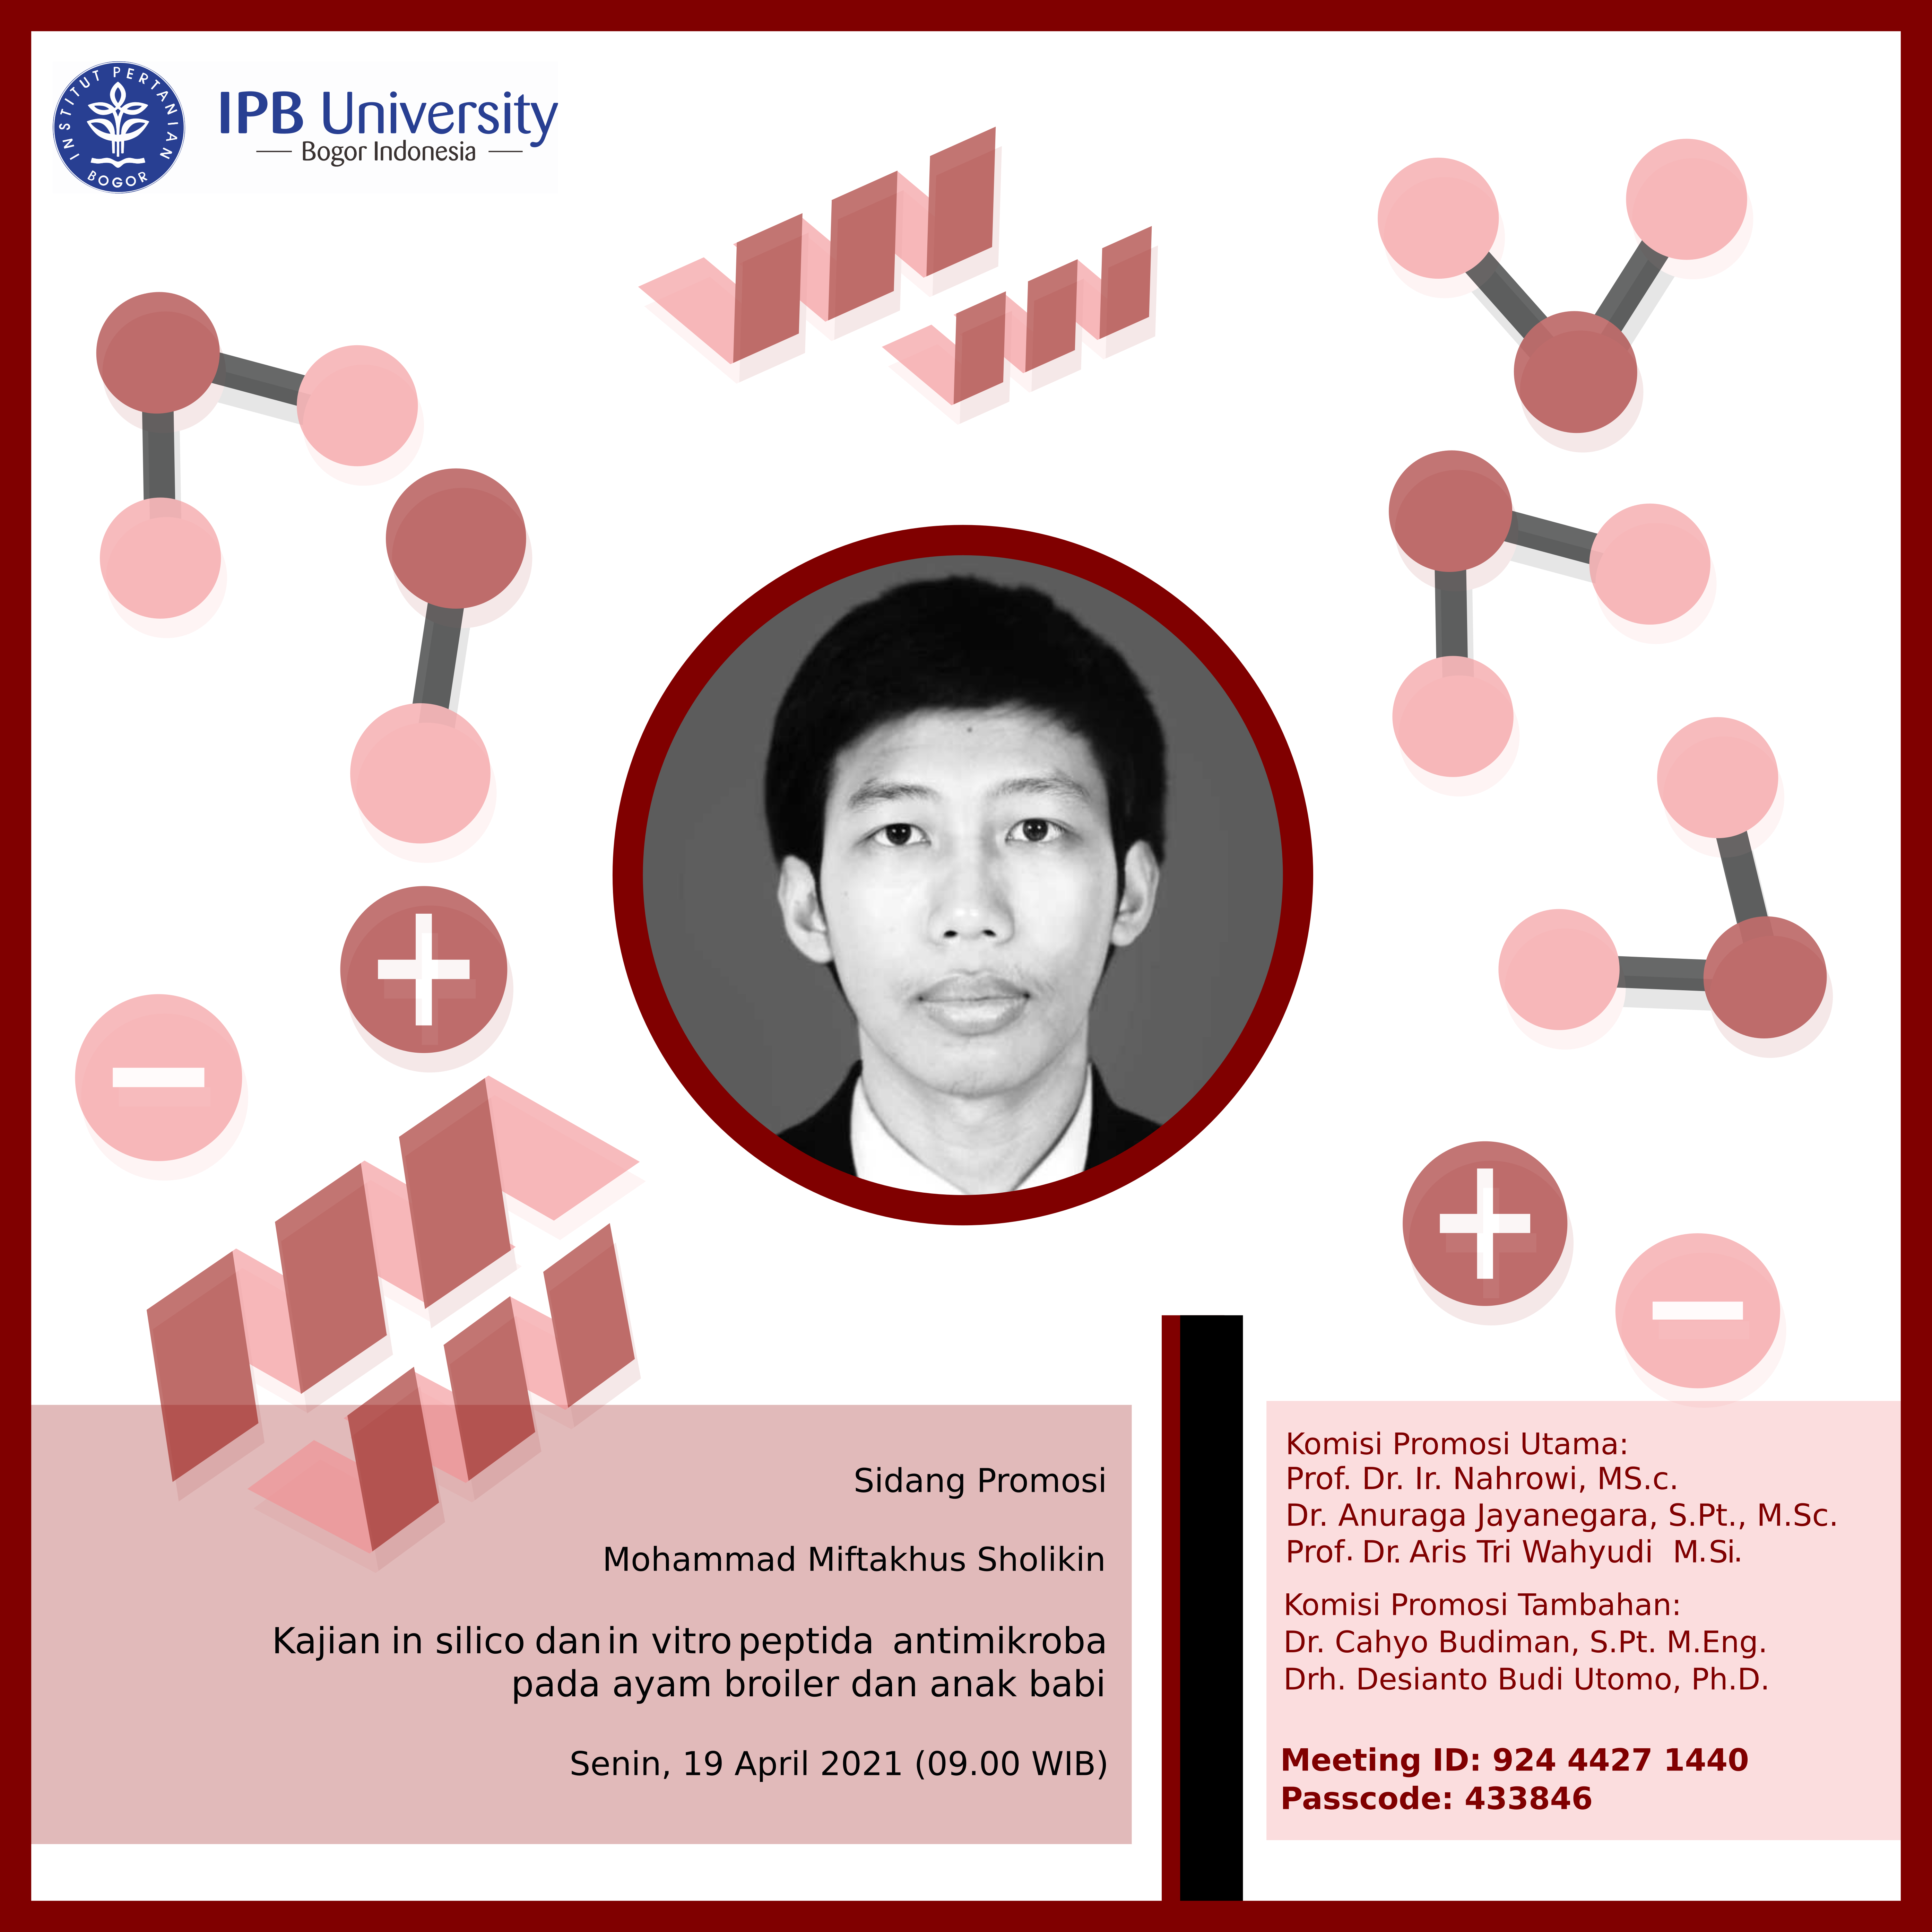 INSTITUT PERTANIAN
BOGOR
IPB University
Bogor Indonesia
Sidang Promosi
Mohammad Miftakhus Sholikin
Kajian in silico dan in vitro peptida antimikroba
pada ayam broiler dan anak babi
Senin, 19 April 2021 (09.00 WIB)
Komisi Promosi Utama:
Prof. Dr. Ir. Nahrowi, MS.c.
Dr. Anuraga Jayanegara, S.Pt., M.Sc.
Prof. Dr. Aris Tri Wahyudi M.Si.
Komisi Promosi Tambahan:
Dr. Cahyo Budiman, S.Pt. M.Eng.
Drh. Desianto Budi Utomo, Ph.D.
Meeting ID: 924 4427 1440
Passcode: 433846